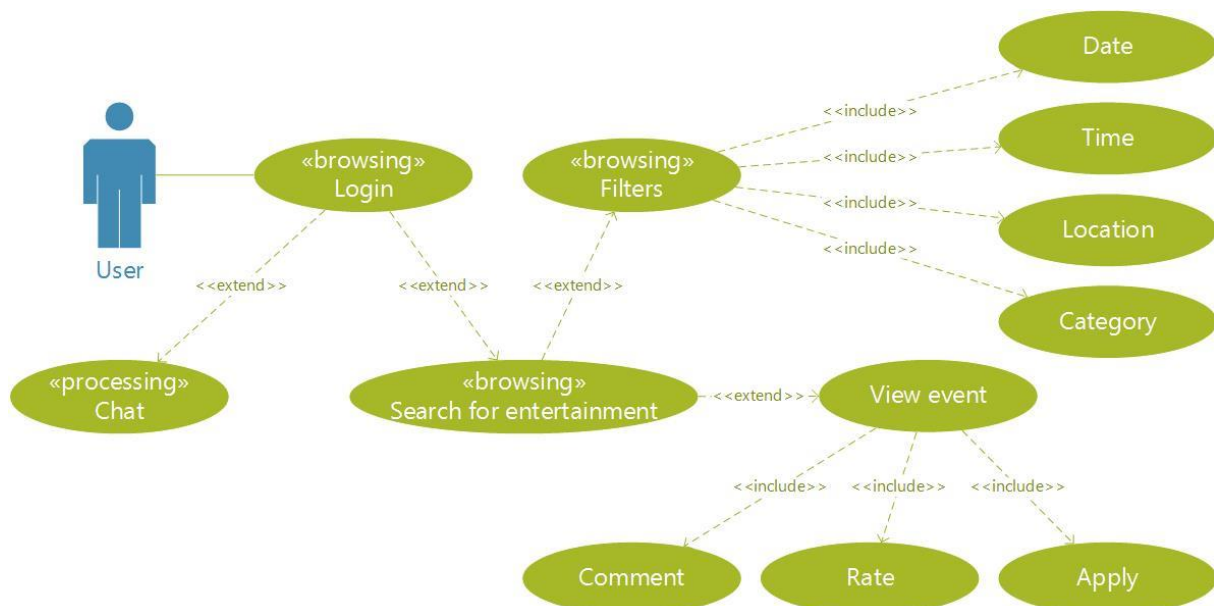 Date
<<include>>
«browsing»
Login
«browsing»
Filters
<<include>>
Time
<<include>>
Location
<<include>>
User
<<extend>>
<<extend>>
<<extend>>
Category
«processing»
Chat
«browsing»
Search for entertainment
<<extend>>
View event
<<include>>
<<include>>
<<include>>
Comment
Rate
Apply